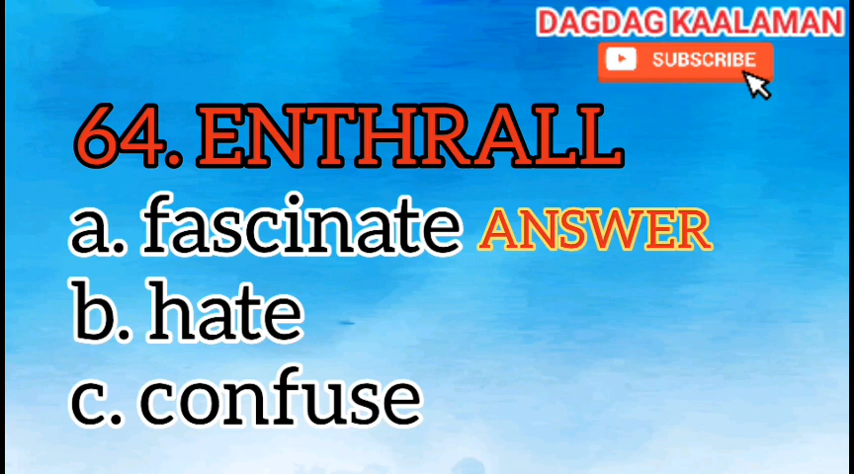 DAGDAG KAALAMAN
SUBSCRIBE
64. ENTHRALL
a. fascinate ANSWER
b. hate
c. confuse